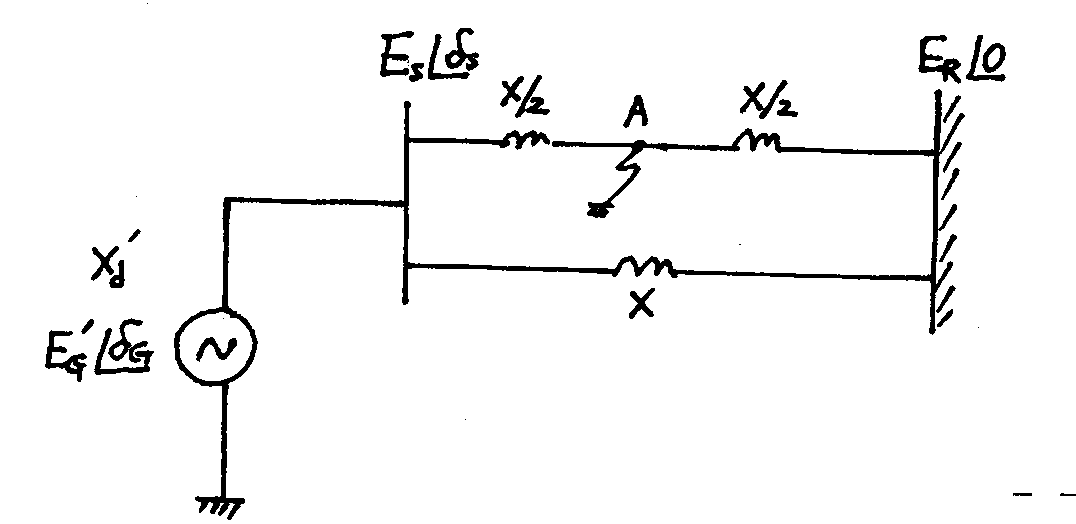 Es∠δs
ER∠0
X/2
A
X/2
Xd'
X
EG'∠δG